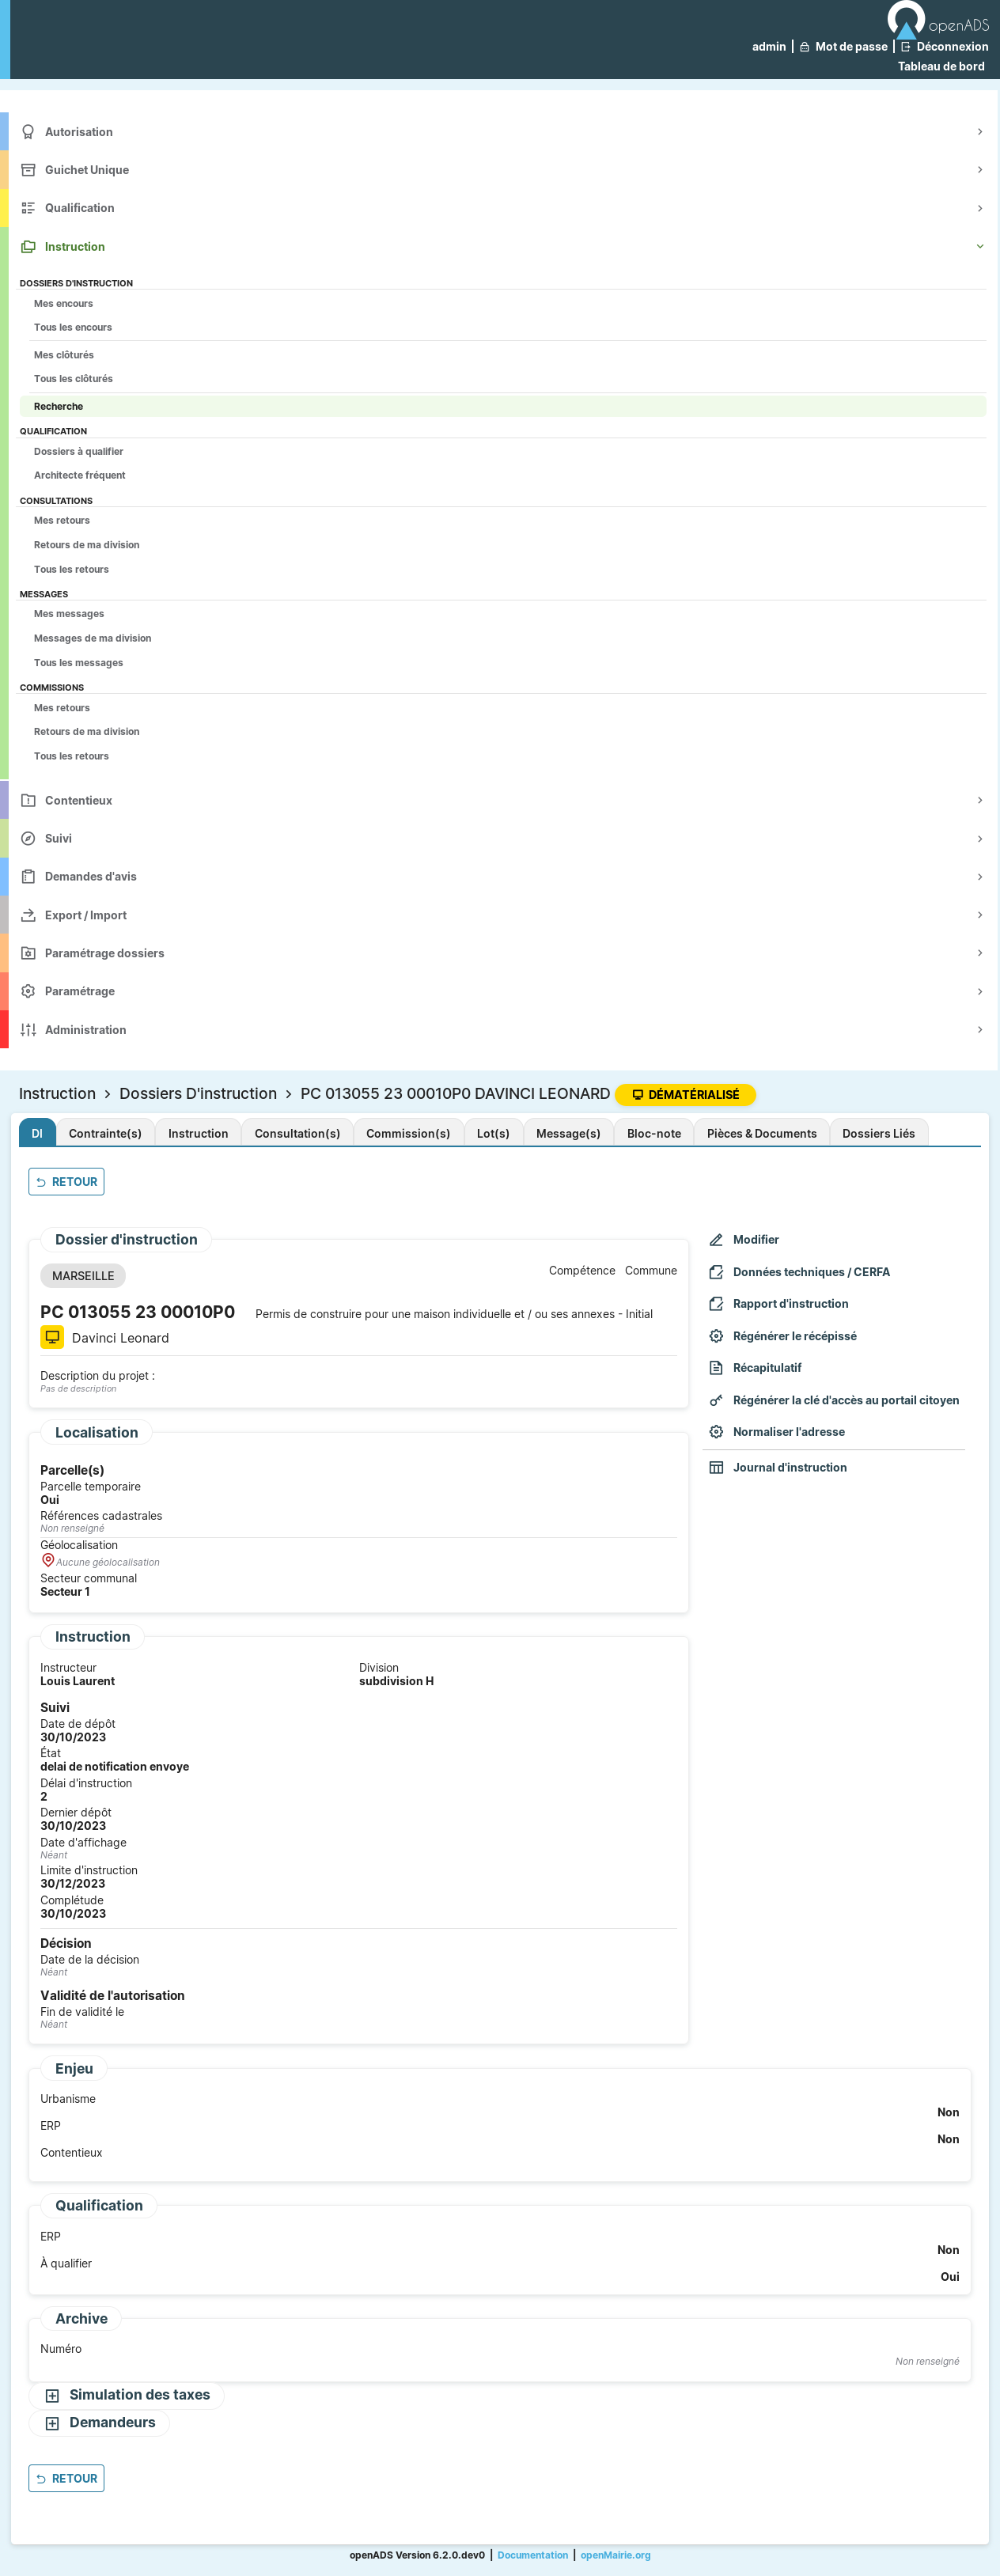 openADS
admin | Mot de passe | Déconnexion
Tableau de bord
Autorisation
Guichet Unique
Qualification
Instruction
DOSSIERS D'INSTRUCTION
Mes encours
Tous les encours
Mes clôturés
Tous les clôturés
Recherche
QUALIFICATION
Dossiers à qualifier
Architecte fréquent
CONSULTATIONS
Mes retours
Retours de ma division
Tous les retours
MESSAGES
Mes messages
Messages de ma division
Tous les messages
COMMISSIONS
Mes retours
Retours de ma division
Tous les retours
Contentieux
Suivi
Demandes d'avis
Export / Import
Paramétrage dossiers
Paramétrage
Administration
Instruction > Dossiers D'instruction > PC 013055 23 00010P0 DAVINCI LEONARD DÉMATÉRIALISÉ
DI Contrainte(s) Instruction Consultation(s) Commission(s) Lot(s) Message(s) Bloc-note Pièces & Documents Dossiers Liés
RETOUR
Dossier d'instruction
MARSEILLE
Compétence Commune
PC 013055 23 00010P0 Permis de construire pour une maison individuelle et / ou ses annexes - Initial
Davinci Leonard
Description du projet :
Pas de description
Modifier
Données techniques / CERFA
Rapport d'instruction
Régénérer le récépissé
Récapitulatif
Régénérer la clé d'accès au portail citoyen
Normaliser l'adresse
Journal d'instruction
Localisation
Parcelle(s)
Parcelle temporaire
Oui
Références cadastrales
Non renseigné
Géolocalisation
Aucune géolocalisation
Secteur communal
Secteur 1
Instruction
Instructeur Division
Louis Laurent subdivision H
Suivi
Date de dépôt
30/10/2023
État
delai de notification envoye
Délai d'instruction
2
Dernier dépôt
30/10/2023
Date d'affichage
Néant
Limite d'instruction
30/12/2023
Complétude
30/10/2023
Décision
Date de la décision
Néant
Validité de l'autorisation
Fin de validité le
Néant
Enjeu
Urbanisme
Non
ERP
Non
Contentieux
Qualification
ERP
Non
À qualifier
Oui
Archive
Numéro
Non renseigné
Simulation des taxes
Demandeurs
RETOUR
openADS Version 6.2.0.dev0 | Documentation | openMairie.org